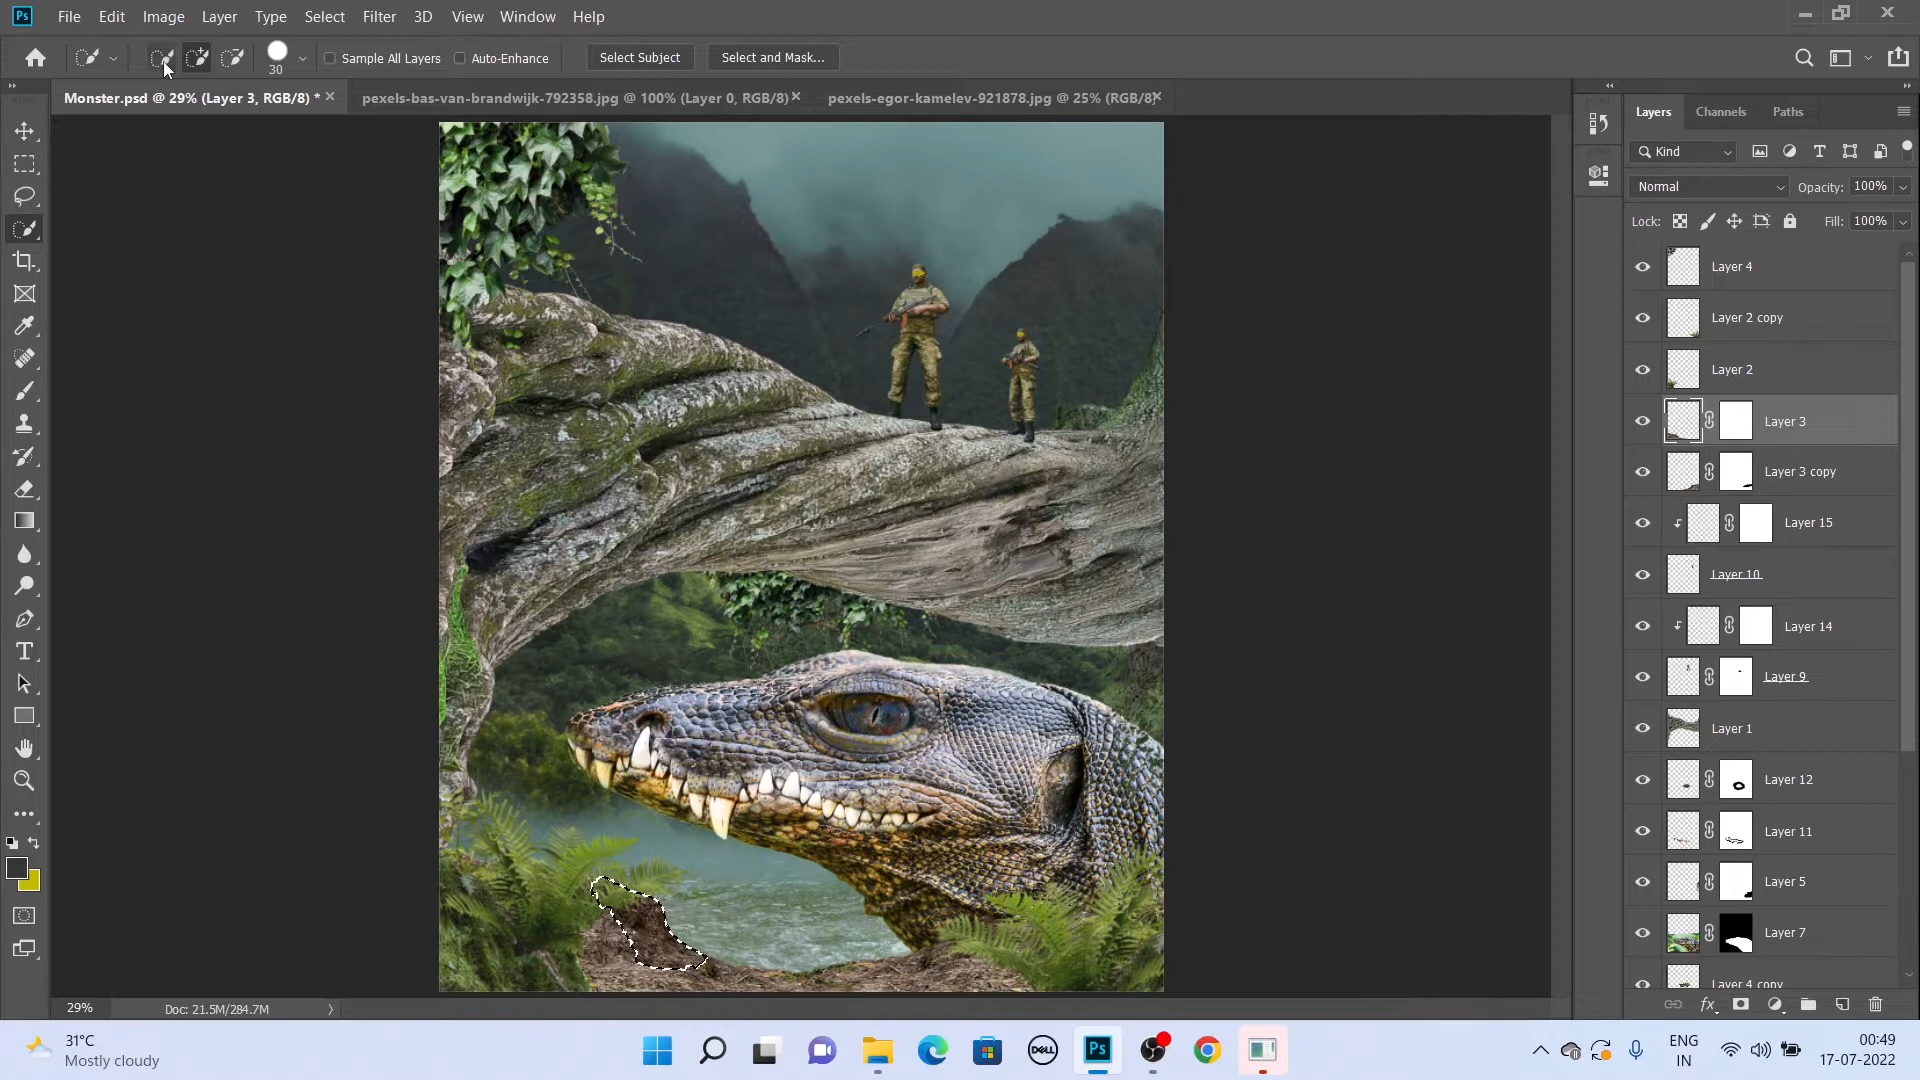 Ps File Edit Image Layer Type Select Filter 3D View Window Help
30 Sample All Layers Auto-Enhance Select Subject Select and Mask...
Monster.psd @ 29% (Layer 3, RGB/8) * × pexels-bas-van-brandwijk-792358.jpg @ 100% (Layer 0, RGB/8) × pexels-egor-kamelev-921878.jpg @ 25% (RGB/8) ×
Layers Channels Paths
Kind
Normal Opacity: 100%
Lock: Fill: 100%
Layer 4
Layer 2 copy
Layer 2
Layer 3
Layer 3 copy
Layer 15
Layer 10
Layer 14
Layer 9
Layer 1
Layer 12
Layer 11
Layer 5
Layer 7
Layer 4 copy
fx
29% Doc: 21.5M/284.7M
31°C
Mostly cloudy
DELL
Ps
ENG
IN
00:49
17-07-2022